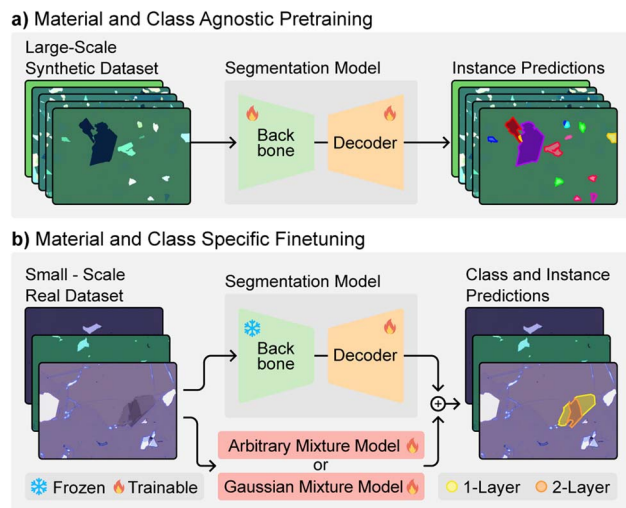 a) Material and Class Agnostic Pretraining
Large-Scale
Synthetic Dataset
Segmentation Model
Instance Predictions
Back
bone
Decoder
b) Material and Class Specific Finetuning
Small - Scale
Real Dataset
Segmentation Model
Class and Instance
Predictions
Back
bone
Decoder
Arbitrary Mixture Model
or
Gaussian Mixture Model
Frozen
Trainable
1-Layer
2-Layer